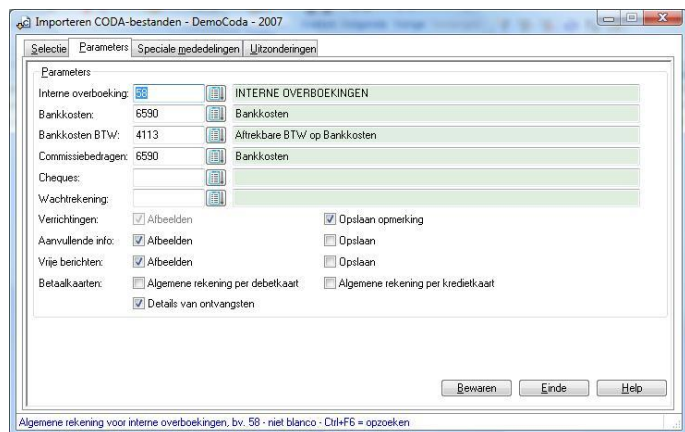 Importeren CODA-bestanden - DemoCoda - 2007
Selectie Parameters Speciale mededelingen Uitzonderingen
Parameters
Interne overboeking: 58 INTERNE OVERBOEKINGEN
Bankkosten: 6590 Bankkosten
Bankkosten BTW: 4113 Aftrekbare BTW op Bankkosten
Commissiebedragen: 6590 Bankkosten
Cheques:
Wachtrekening:
Verrichtingen: Afbeelden Opslaan opmerking
Aanvullende info: Afbeelden Opslaan
Vrije berichten: Afbeelden Opslaan
Betaalkaarten: Algemene rekening per debetkaart Algemene rekening per kredietkaart
Details van ontvangsten
Bewaren Einde Help
Algemene rekening voor interne overboekingen, bv. 58 - niet blanco - Ctrl+F6 = opzoeken